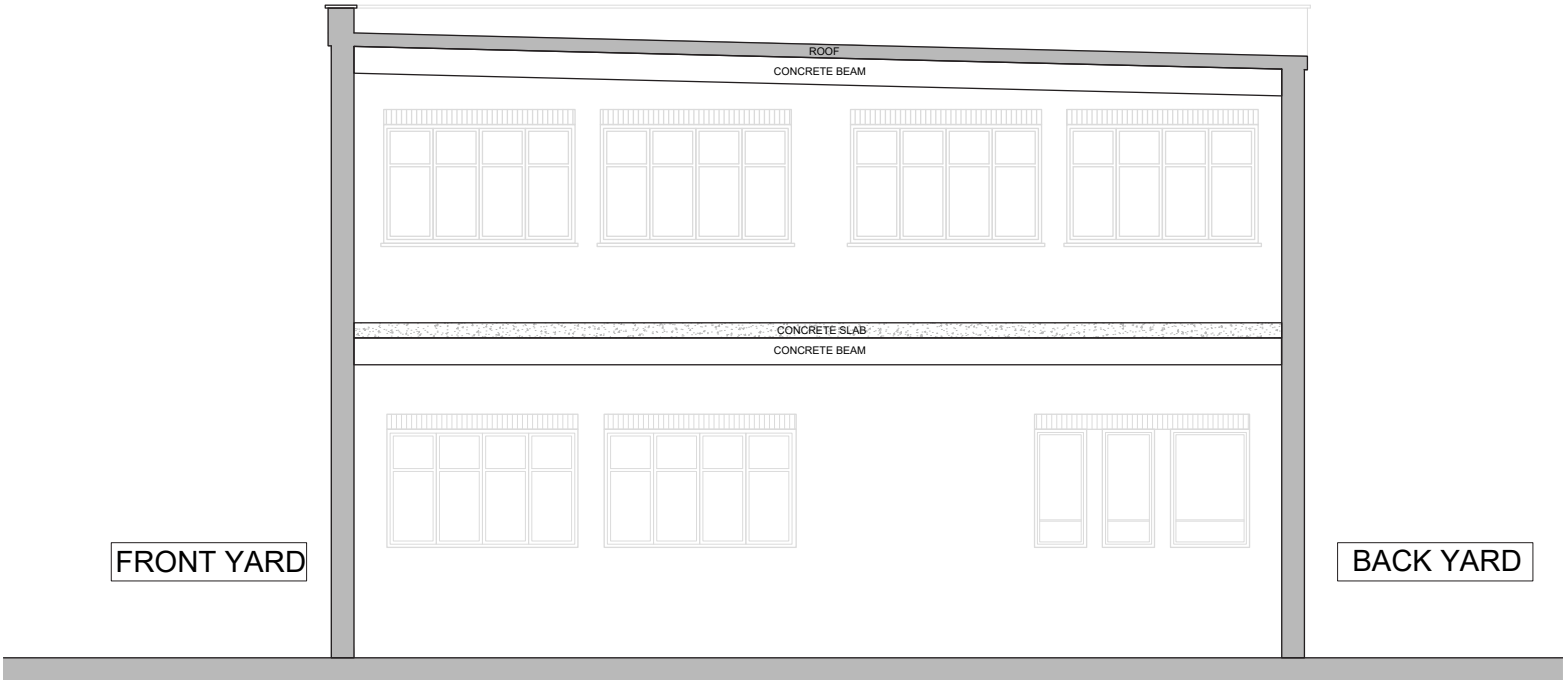 ROOF
CONCRETE BEAM
CONCRETE SLAB
CONCRETE BEAM
FRONT YARD
BACK YARD